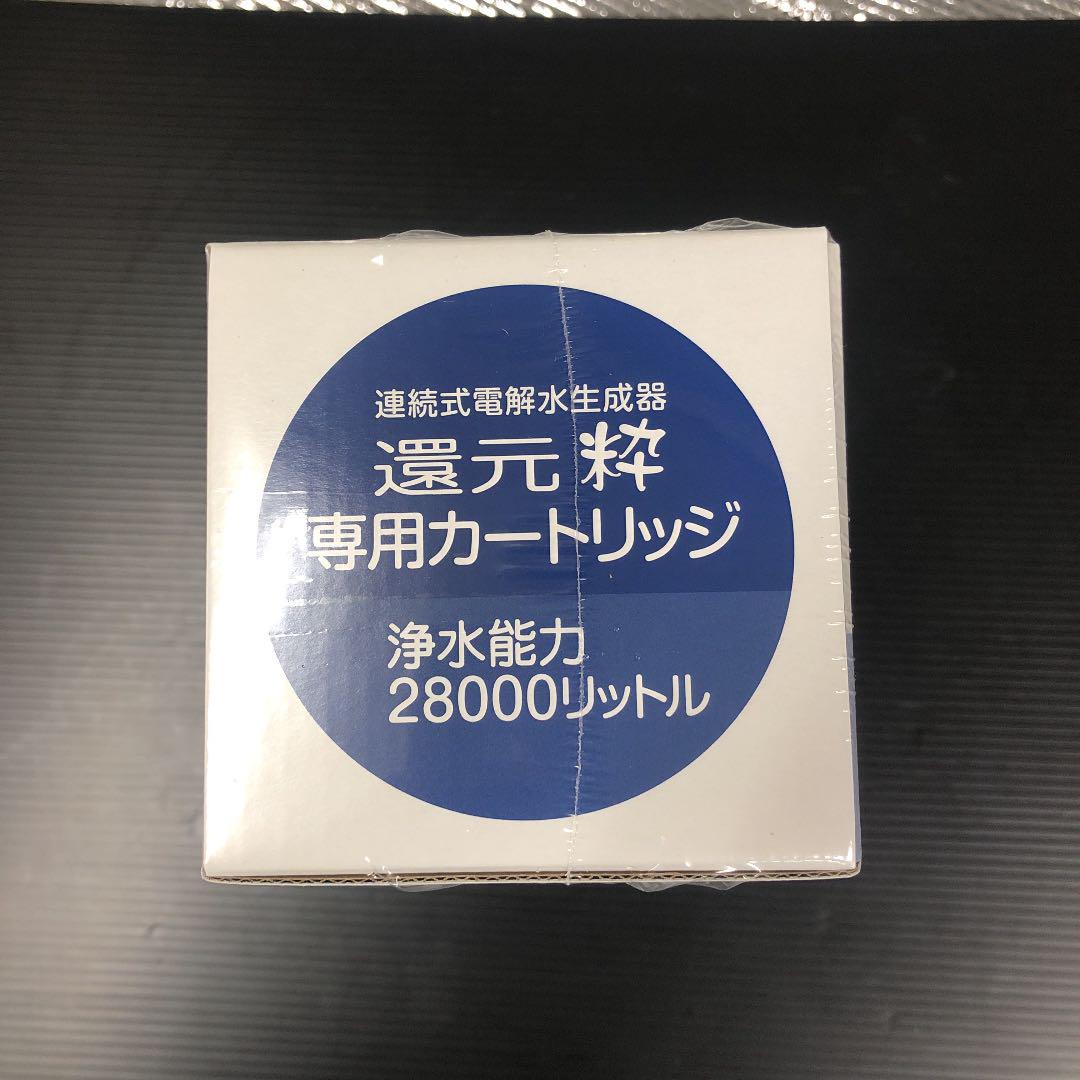 連続式電解水生成器
還元粋
専用カートリッジ
浄水能力
28000リットル